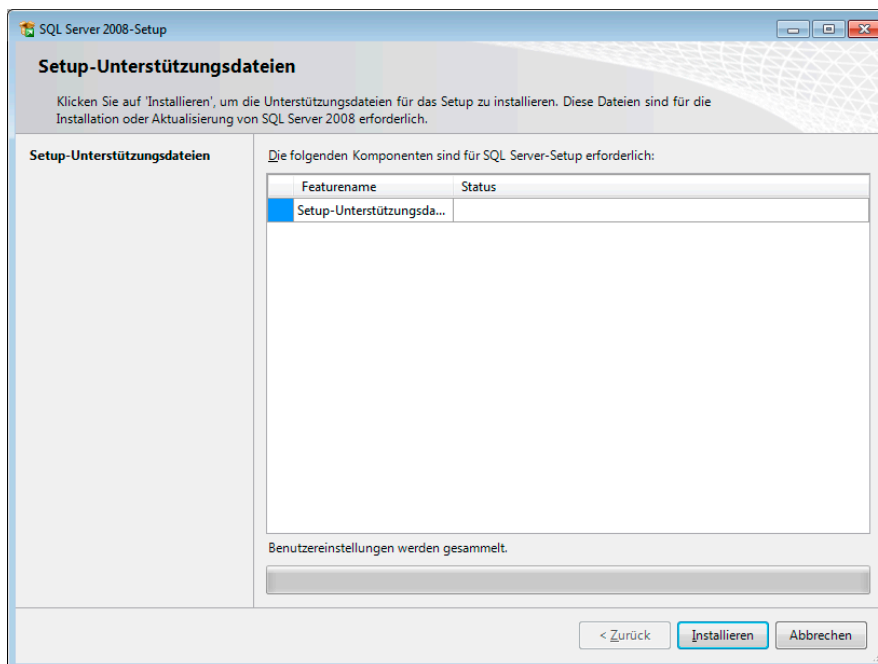 SQL Server 2008-Setup
Setup-Unterstützungsdateien
Klicken Sie auf 'Installieren', um die Unterstützungsdateien für das Setup zu installieren. Diese Dateien sind für die
Installation oder Aktualisierung von SQL Server 2008 erforderlich.
Setup-Unterstützungsdateien
Die folgenden Komponenten sind für SQL Server-Setup erforderlich:
Featurename Status
Setup-Unterstützungsda...
Benutzereinstellungen werden gesammelt.
< Zurück Installieren Abbrechen